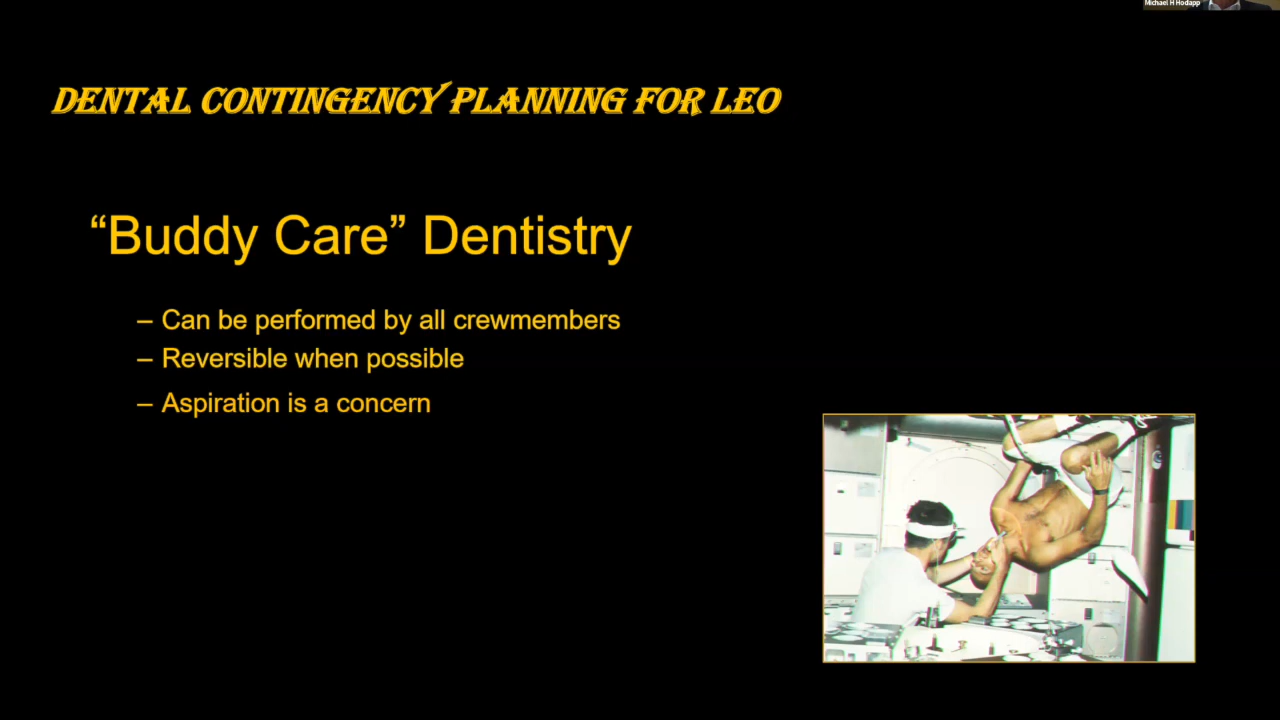 Michael H Hodapp
DENTAL CONTINGENCY PLANNING FOR LEO
“Buddy Care” Dentistry
– Can be performed by all crewmembers
– Reversible when possible
– Aspiration is a concern